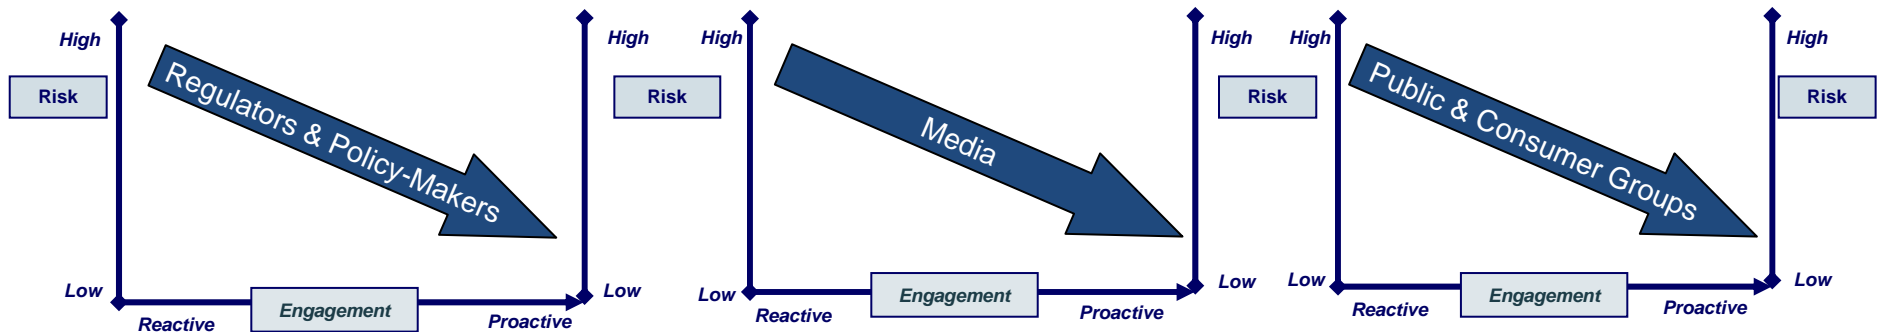 High
Risk
Regulators & Policy-Makers
Low
Reactive
Engagement
Proactive
High
Risk
Low
High
Media
Low
Reactive
Engagement
Proactive
High
Risk
Low
High
Public & Consumer Groups
Low
Reactive
Engagement
Proactive
High
Risk
Low